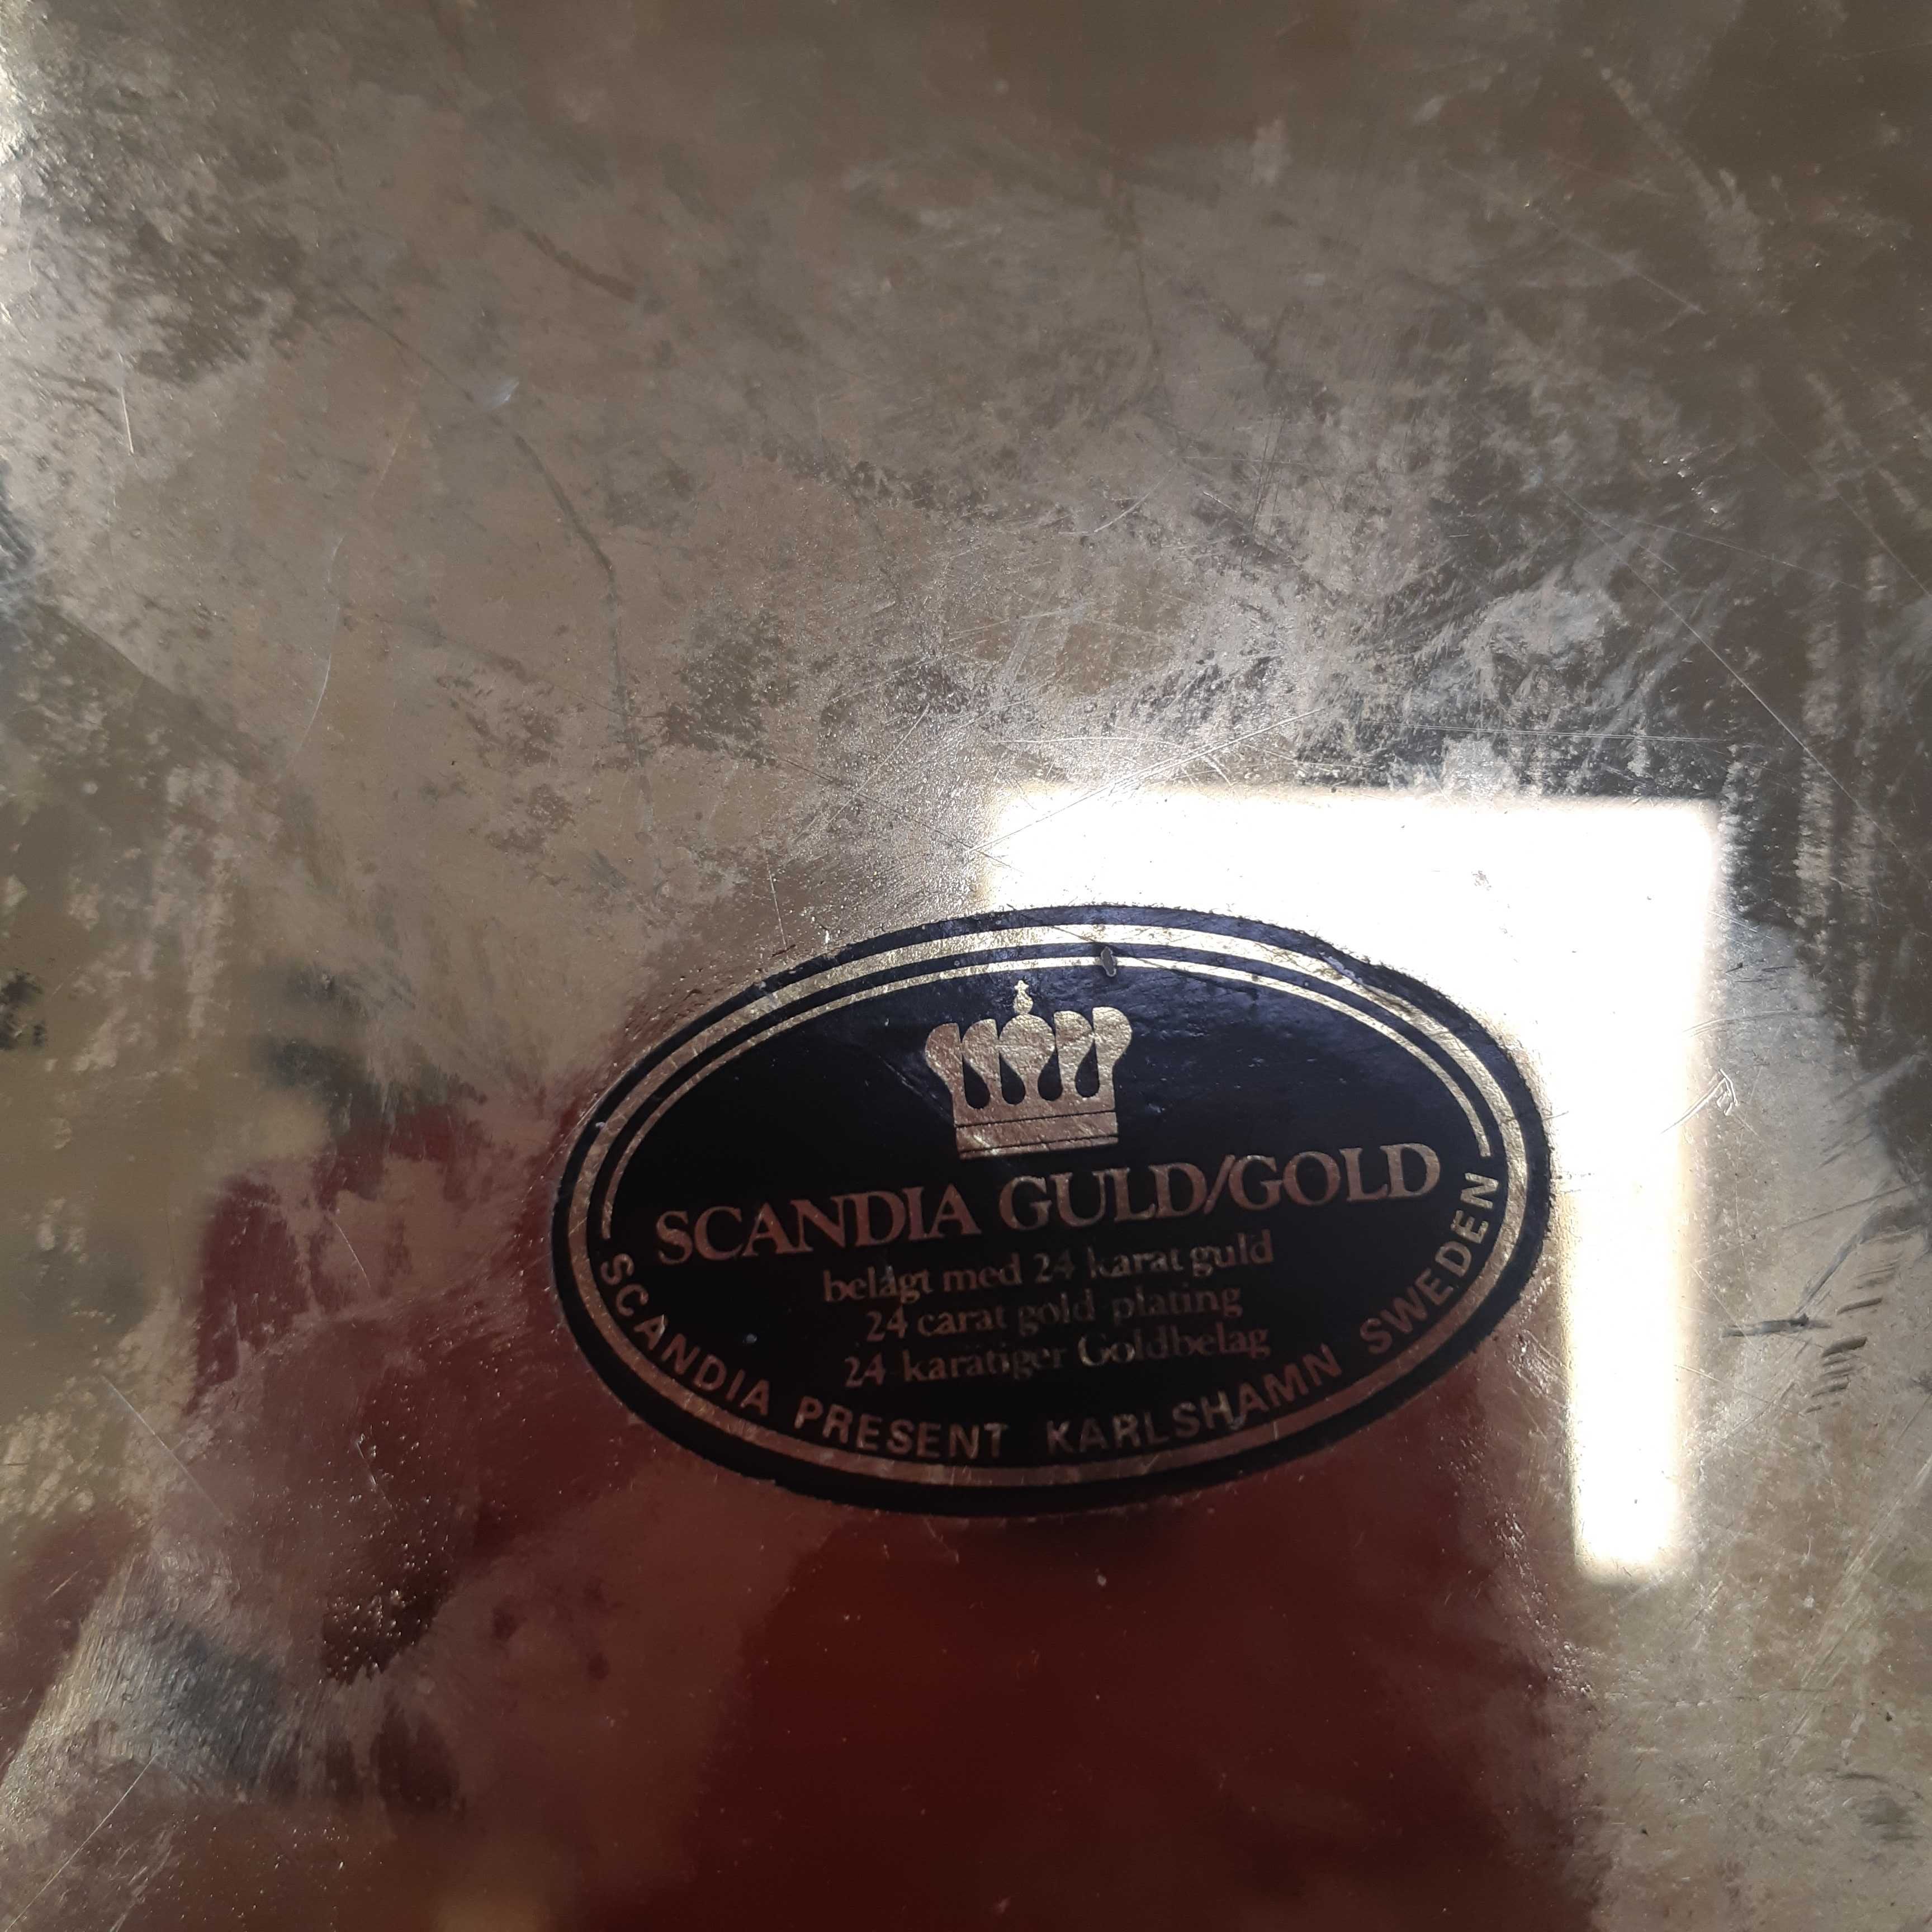 SCANDIA GULD/GOLD
belagt med 24 karat guld
24 carat gold plating
24 karatiger Goldbelag
SCANDIA PRESENT KARLSHAMN SWEDEN